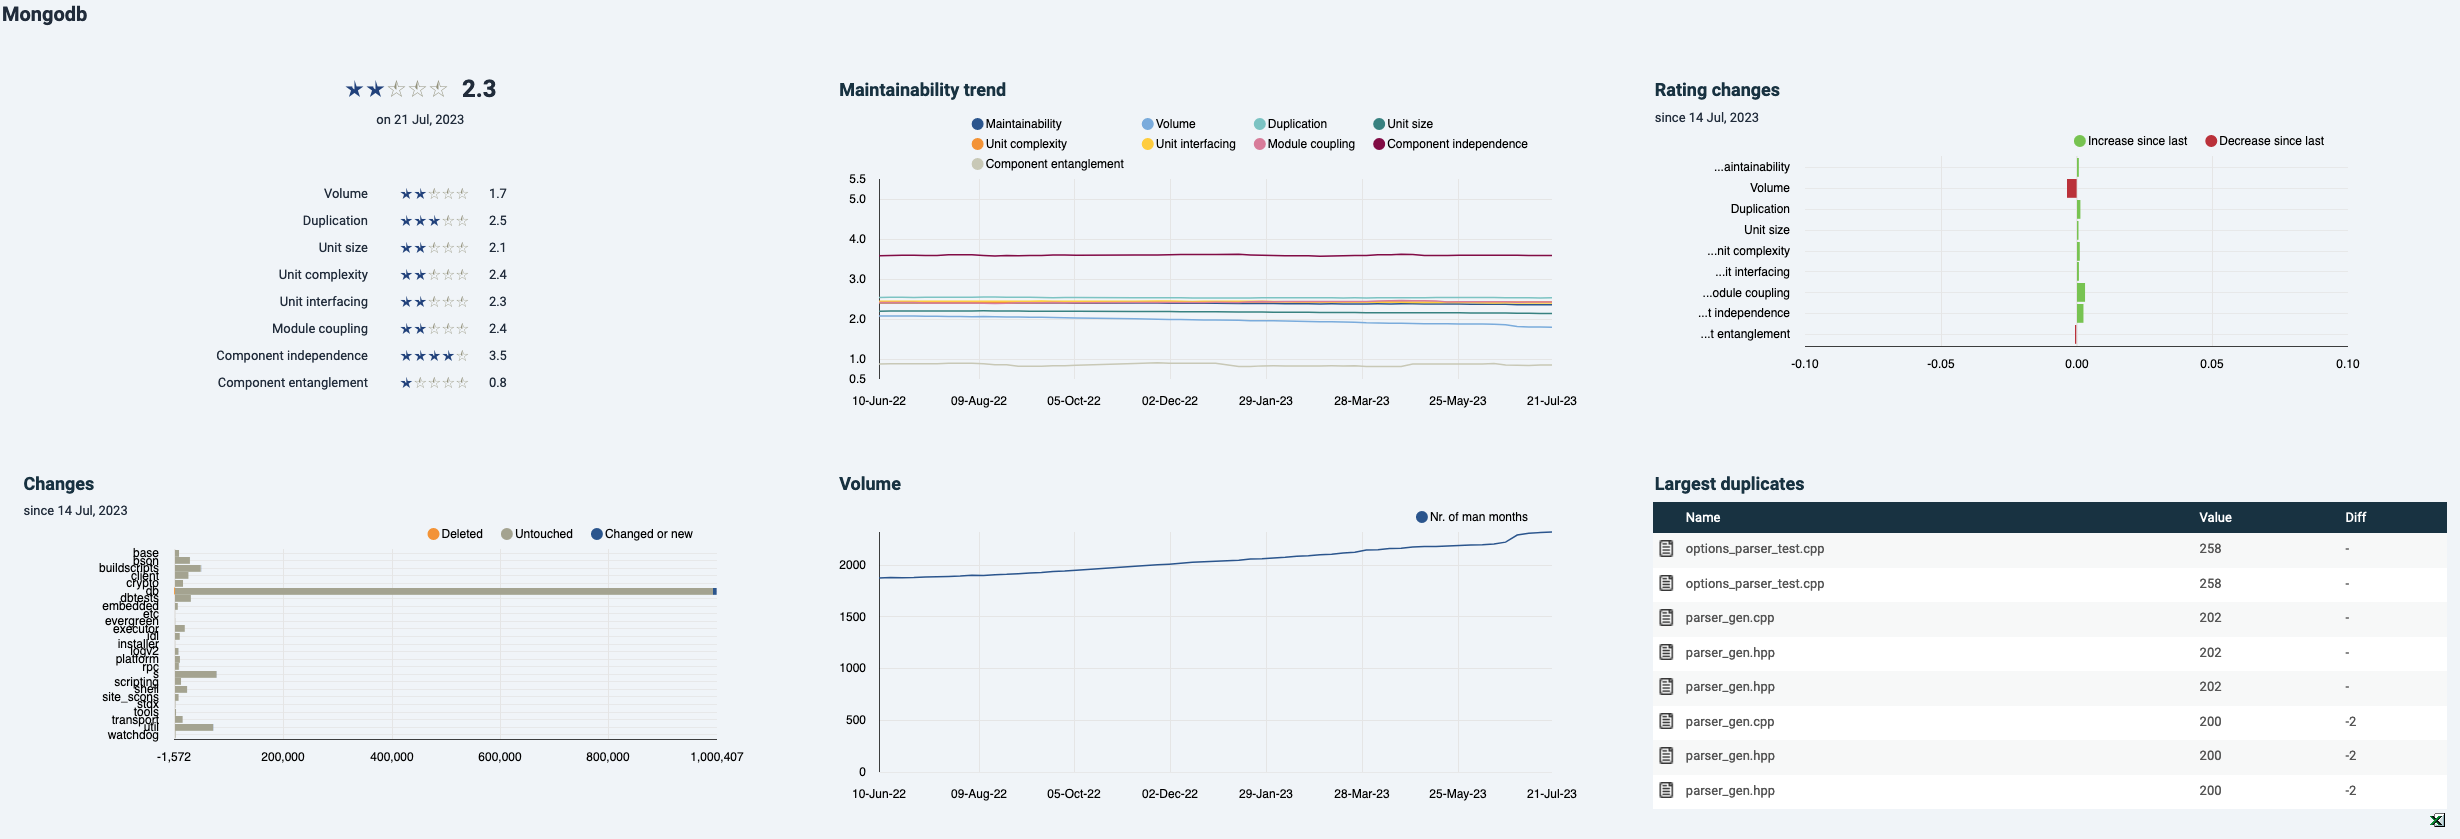 Mongodb
2.3
on 21 Jul, 2023
Volume 1.7
Duplication 2.5
Unit size 2.1
Unit complexity 2.4
Unit interfacing 2.3
Module coupling 2.4
Component independence 3.5
Component entanglement 0.8
Maintainability trend
Maintainability Volume Duplication Unit size
Unit complexity Unit interfacing Module coupling Component independence
Component entanglement
5.5
5.0
4.0
3.0
2.0
1.0
0.5
10-Jun-22 09-Aug-22 05-Oct-22 02-Dec-22 29-Jan-23 28-Mar-23 25-May-23 21-Jul-23
Rating changes
since 14 Jul, 2023
Increase since last Decrease since last
...aintainability
Volume
Duplication
Unit size
...nit complexity
...it interfacing
...odule coupling
...t independence
...t entanglement
-0.10 -0.05 0.00 0.05 0.10
Changes
since 14 Jul, 2023
Deleted Untouched Changed or new
base
bson
buildscripts
client
crypto
db
dbtests
embedded
etc
evergreen
executor
idl
installer
logv2
platform
rpc
s
scripting
shell
site_scons
stdx
tools
transport
util
watchdog
-1,572 200,000 400,000 600,000 800,000 1,000,407
Volume
Nr. of man months
2000
1500
1000
500
0
10-Jun-22 09-Aug-22 05-Oct-22 02-Dec-22 29-Jan-23 28-Mar-23 25-May-23 21-Jul-23
Largest duplicates
Name Value Diff
options_parser_test.cpp 258 -
options_parser_test.cpp 258 -
parser_gen.cpp 202 -
parser_gen.hpp 202 -
parser_gen.hpp 202 -
parser_gen.cpp 200 -2
parser_gen.hpp 200 -2
parser_gen.hpp 200 -2